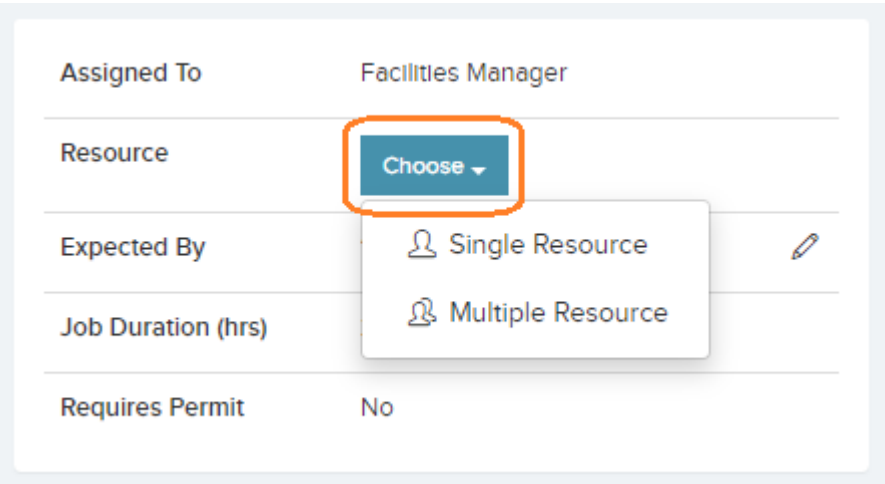 Assigned To Facilities Manager
Resource Choose
Single Resource
Expected By
Multiple Resource
Job Duration (hrs)
Requires Permit No